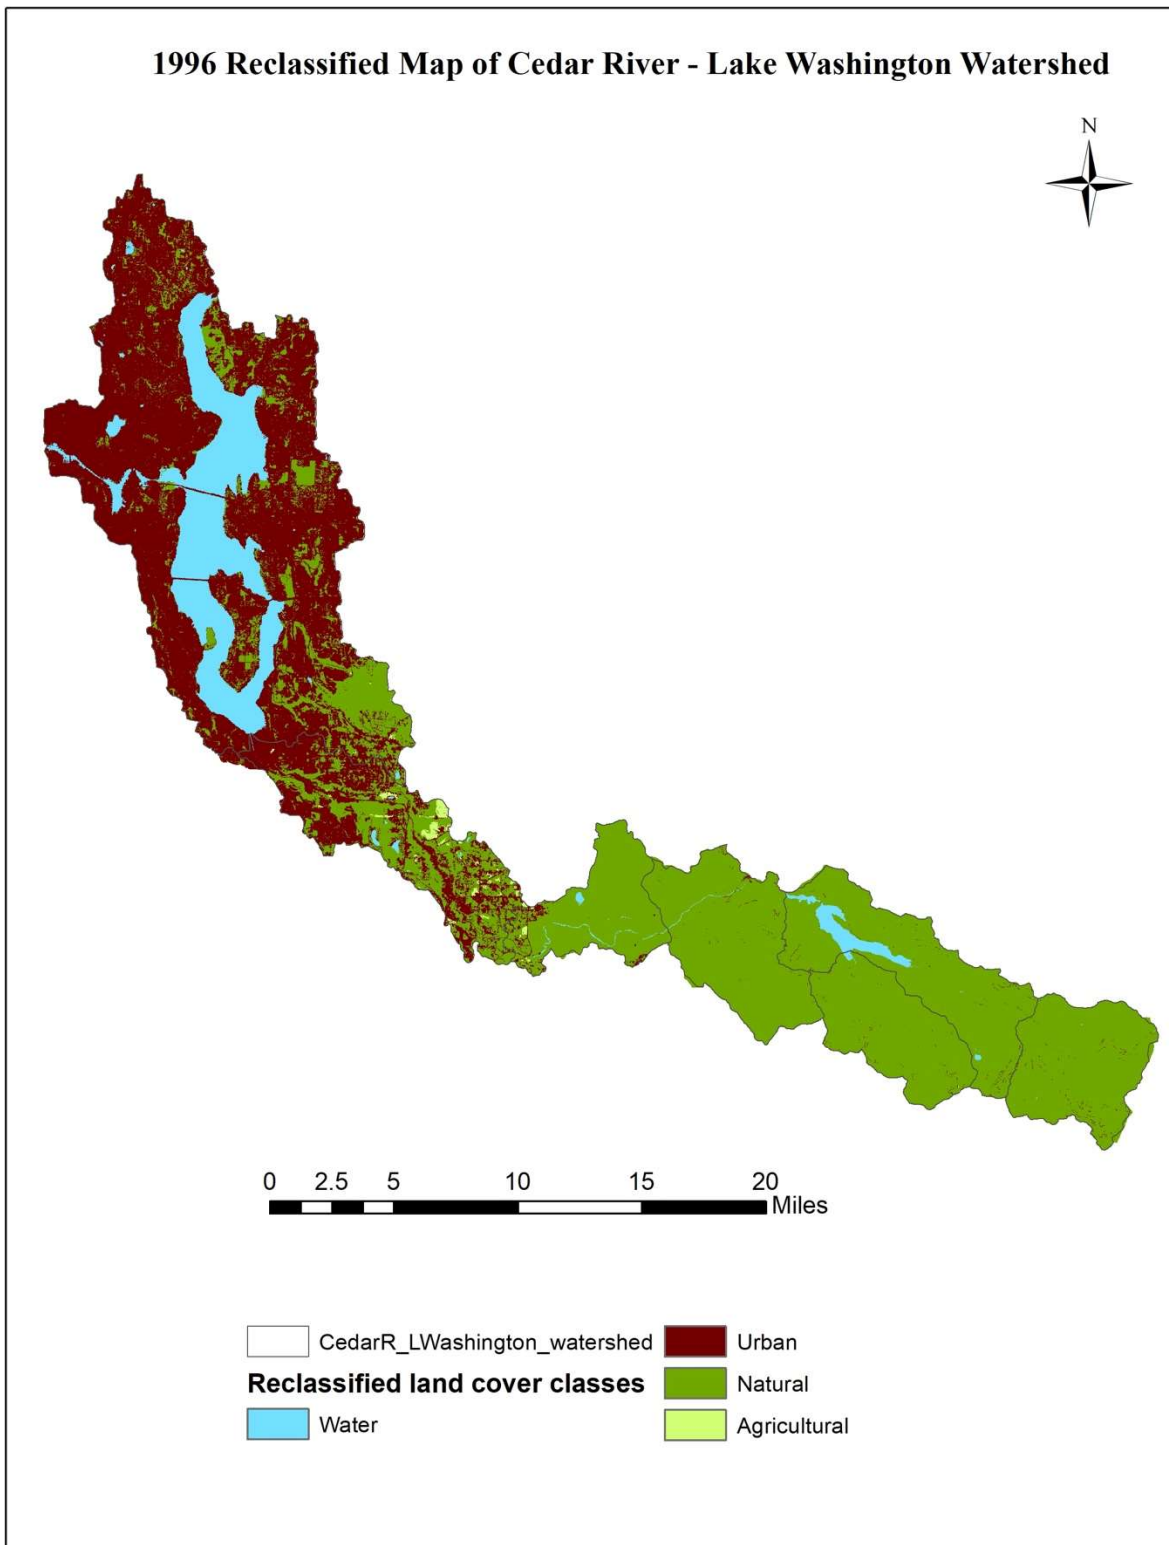 1996 Reclassified Map of Cedar River - Lake Washington Watershed
N
0 2.5 5 10 15 20
Miles
CedarR_LWashington_watershed
Reclassified land cover classes
Water
Urban
Natural
Agricultural